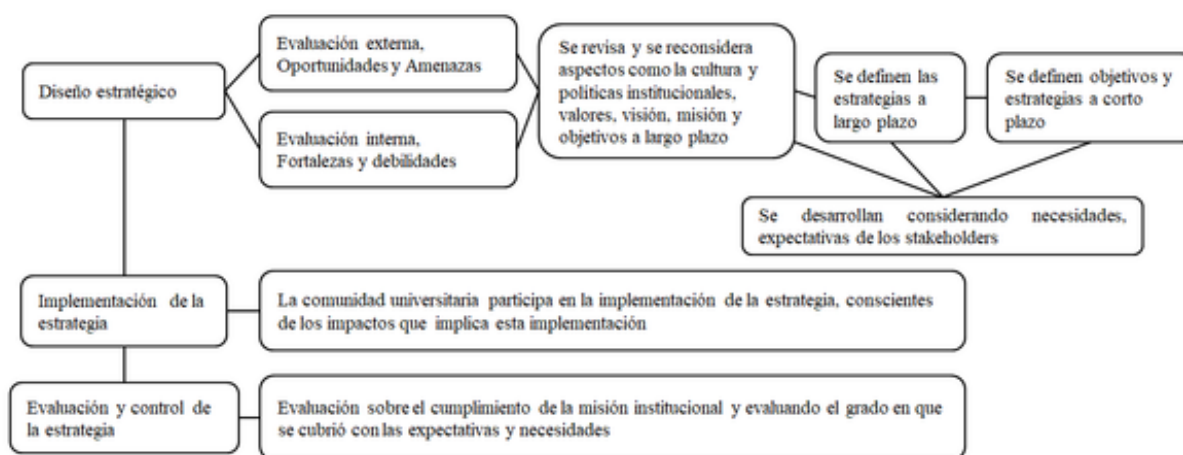 Diseño estratégico
Evaluación externa,
Oportunidades y Amenazas
Evaluación interna,
Fortalezas y debilidades
Se revisa y se reconsidera
aspectos como la cultura y
políticas institucionales,
valores, visión, misión y
objetivos a largo plazo
Se definen las
estrategias a
largo plazo
Se definen objetivos y
estrategias a corto
plazo
Se desarrollan considerando necesidades,
expectativas de los stakeholders
Implementación de la
estrategia
La comunidad universitaria participa en la implementación de la estrategia, conscientes
de los impactos que implica esta implementación
Evaluación y control de
la estrategia
Evaluación sobre el cumplimiento de la misión institucional y evaluando el grado en que
se cubrió con las expectativas y necesidades